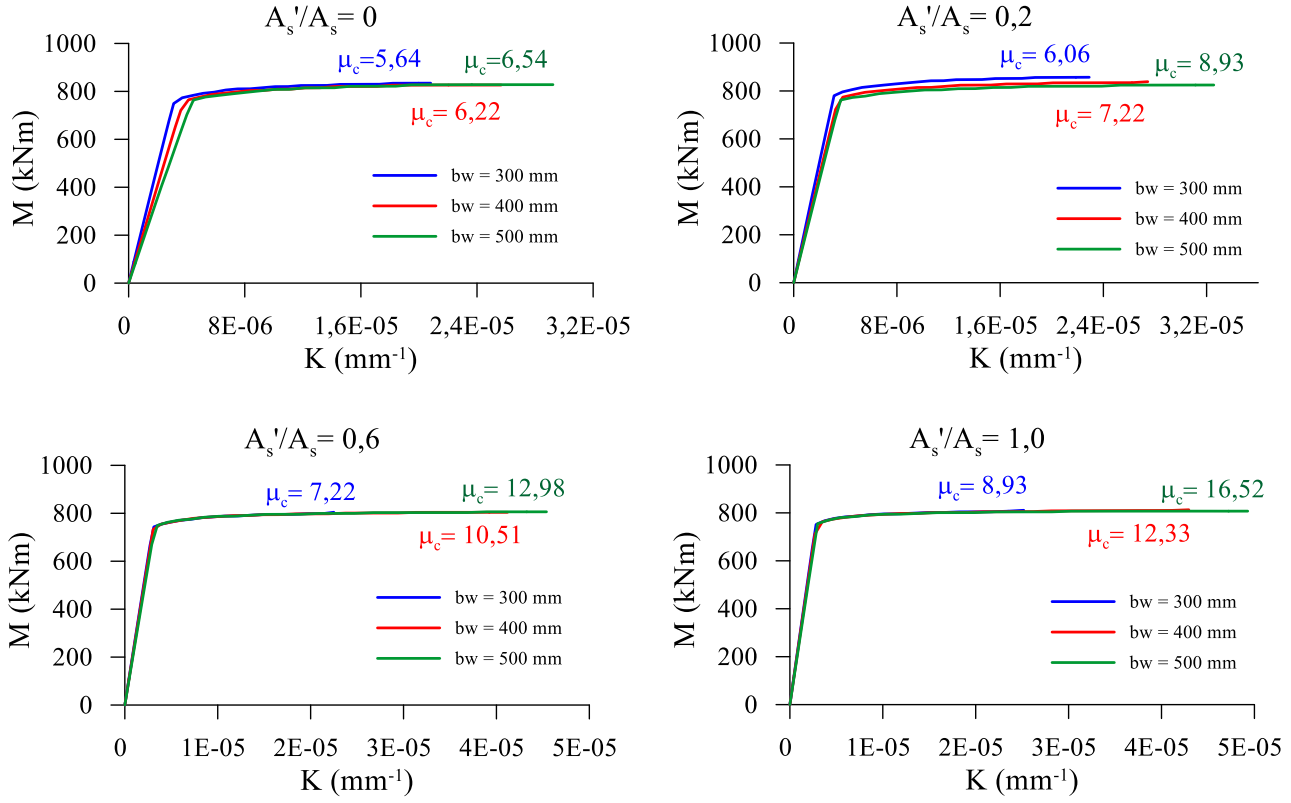 As'/As= 0
1000
800
600
400
200
0
M (kNm)
μc=5,64
μc=6,54
μc= 6,22
bw = 300 mm
bw = 400 mm
bw = 500 mm
0
8E-06
1,6E-05
2,4E-05
3,2E-05
K (mm-1)
As'/As= 0,2
1000
800
600
400
200
0
M (kNm)
μc= 6,06
μc= 8,93
μc= 7,22
bw = 300 mm
bw = 400 mm
bw = 500 mm
0
8E-06
1,6E-05
2,4E-05
3,2E-05
K (mm-1)
As'/As= 0,6
1000
800
600
400
200
0
M (kNm)
μc= 7,22
μc= 12,98
μc= 10,51
bw = 300 mm
bw = 400 mm
bw = 500 mm
0
1E-05
2E-05
3E-05
4E-05
5E-05
K (mm-1)
As'/As= 1,0
1000
800
600
400
200
0
M (kNm)
μc= 8,93
μc= 16,52
μc= 12,33
bw = 300 mm
bw = 400 mm
bw = 500 mm
0
1E-05
2E-05
3E-05
4E-05
5E-05
K (mm-1)